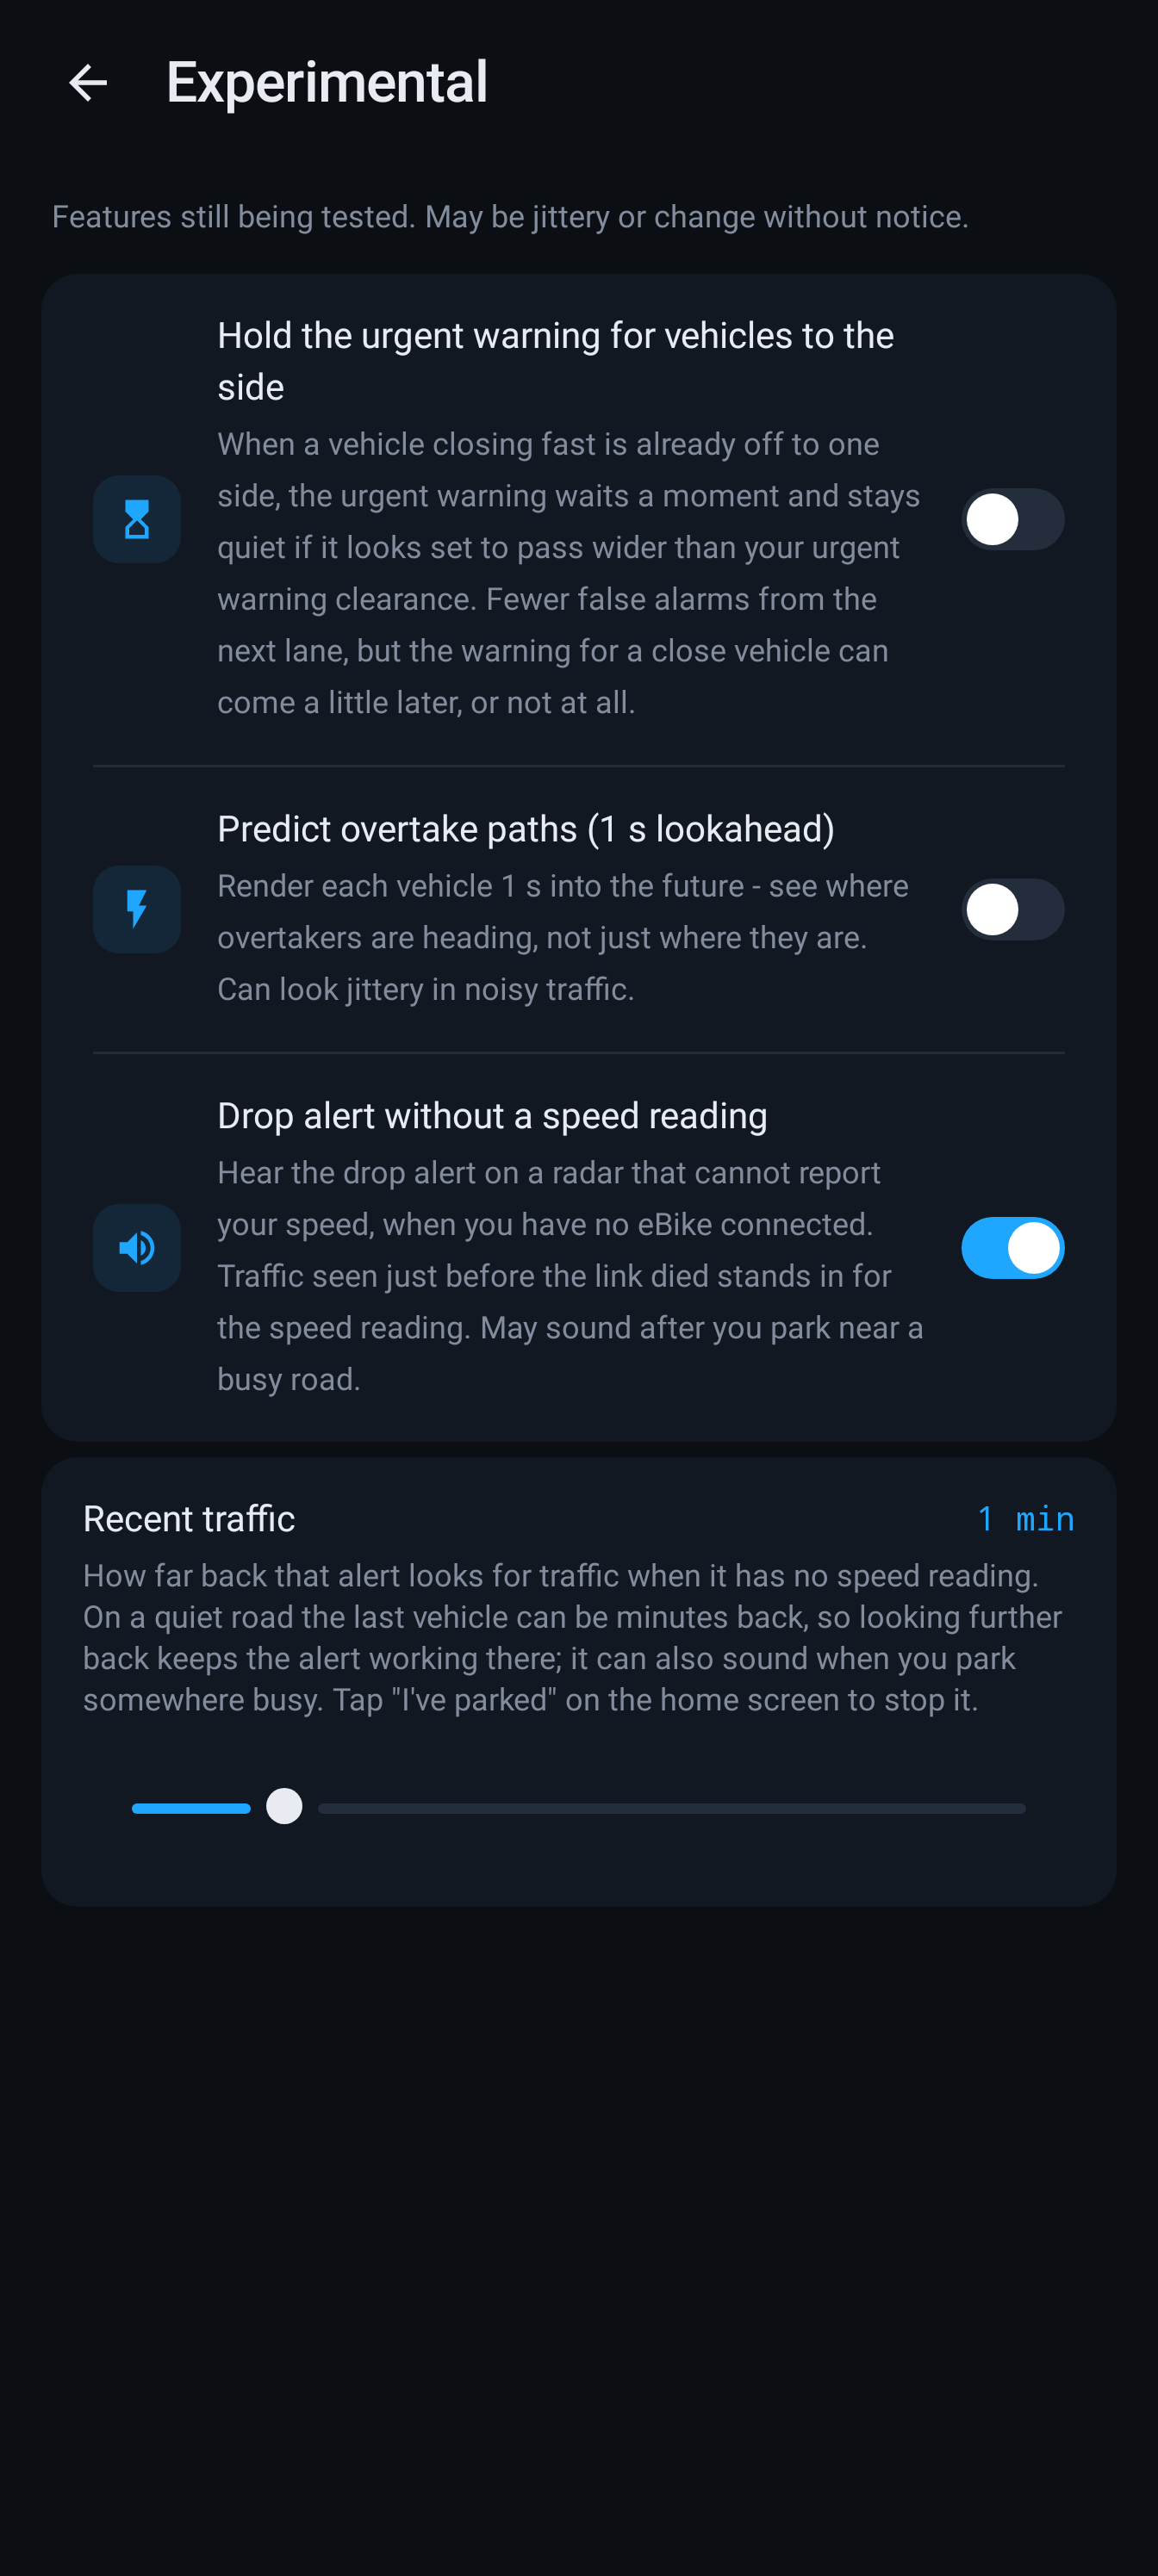 Experimental
Features still being tested. May be jittery or change without notice.
Hold the urgent warning for vehicles to the
side
When a vehicle closing fast is already off to one
side, the urgent warning waits a moment and stays
quiet if it looks set to pass wider than your urgent
warning clearance. Fewer false alarms from the
next lane, but the warning for a close vehicle can
come a little later, or not at all.
Predict overtake paths (1 s lookahead)
Render each vehicle 1 s into the future - see where
overtakers are heading, not just where they are.
Can look jittery in noisy traffic.
Drop alert without a speed reading
Hear the drop alert on a radar that cannot report
your speed, when you have no eBike connected.
Traffic seen just before the link died stands in for
the speed reading. May sound after you park near a
busy road.
Recent traffic
1 min
How far back that alert looks for traffic when it has no speed reading.
On a quiet road the last vehicle can be minutes back, so looking further
back keeps the alert working there; it can also sound when you park
somewhere busy. Tap "I've parked" on the home screen to stop it.